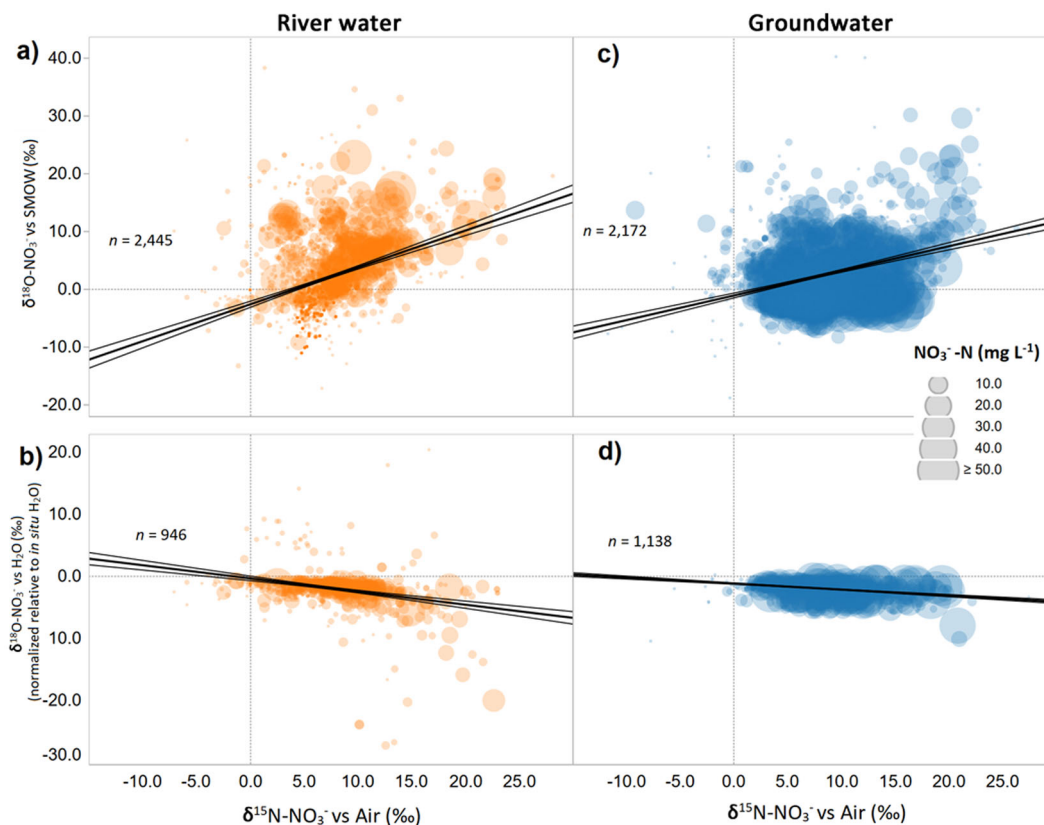 River water
Groundwater
a)
c)
δ¹⁸O-NO₃⁻ vs SMOW (‰)
40.0
30.0
20.0
10.0
0.0
-10.0
-20.0
n = 2,445
n = 2,172
NO₃⁻ -N (mg L⁻¹)
10.0
20.0
30.0
40.0
≥ 50.0
b)
d)
δ¹⁸O-NO₃⁻ vs H₂O (‰)
(normalized relative to in situ H₂O)
20.0
10.0
0.0
10.0
-20.0
-30.0
n = 946
n = 1,138
-10.0 -5.0 0.0 5.0 10.0 15.0 20.0 25.0
-10.0 -5.0 0.0 5.0 10.0 15.0 20.0 25.0
δ¹⁵N-NO₃⁻ vs Air (‰)
δ¹⁵N-NO₃⁻ vs Air (‰)